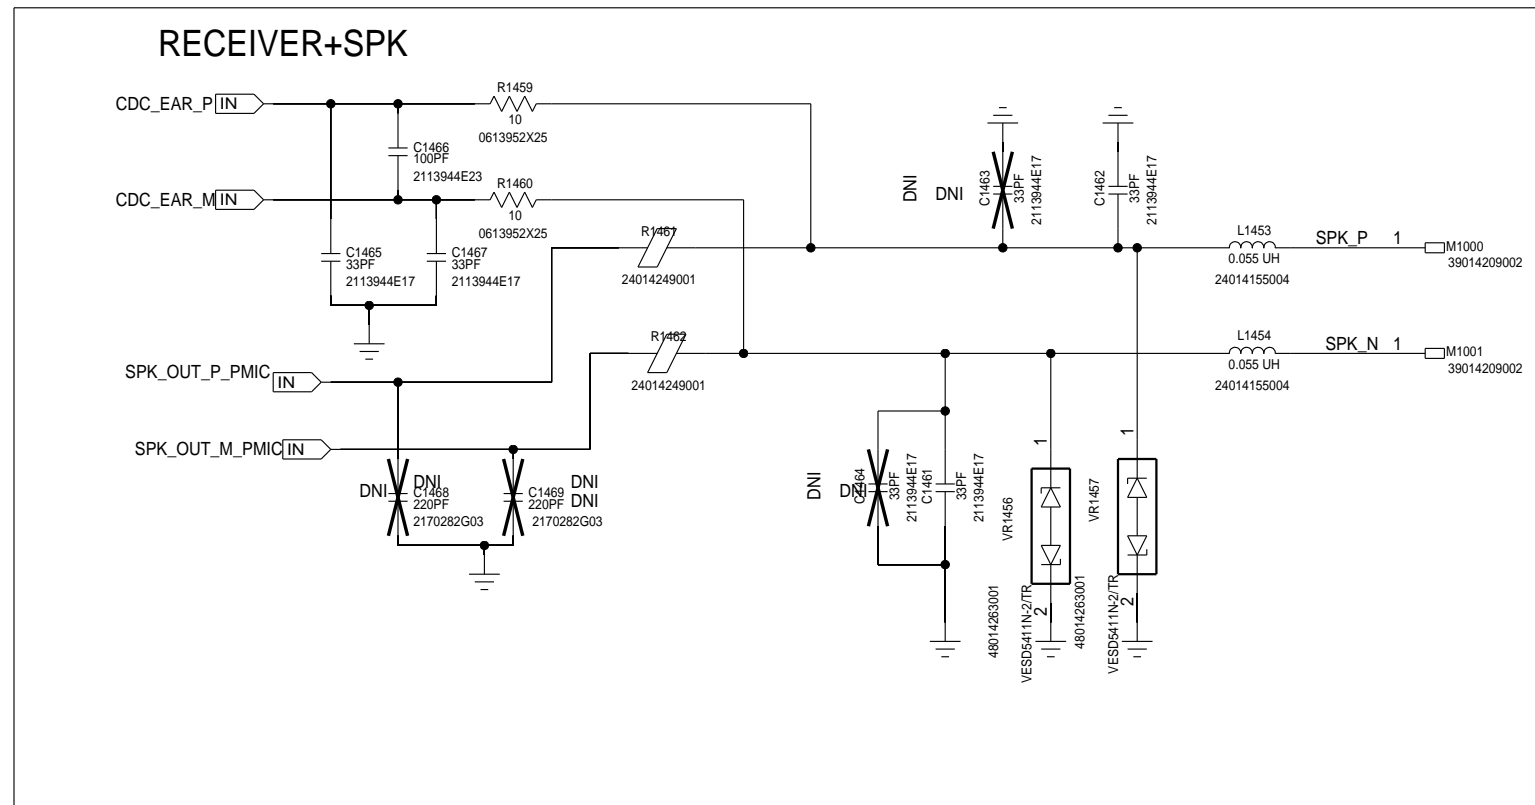 RECEIVER+SPK
CDC_EAR_P
IN
R1459
10
0613952X25
C1466
100PF
2113944E23
CDC_EAR_M
IN
R1460
10
0613952X25
C1465
33PF
2113944E17
C1467
33PF
2113944E17
R1461
24014249001
DNI
DNI
C1463
33PF
2113944E17
C1462
33PF
2113944E17
L1453
0.055 UH
24014155004
SPK_P
1
M1000
39014209002
R1462
24014249001
L1454
0.055 UH
24014155004
SPK_N
1
M1001
39014209002
SPK_OUT_P_PMIC
IN
SPK_OUT_M_PMIC
IN
DNI
DNI
C1468
220PF
2170282G03
C1469
220PF
2170282G03
DNI
DNI
DNI
DNI
C1464
33PF
2113944E17
C1461
33PF
2113944E17
1
VR1456
2
48014263001
VESD5411N-2/TR
1
VR1457
2
48014263001
VESD5411N-2/TR